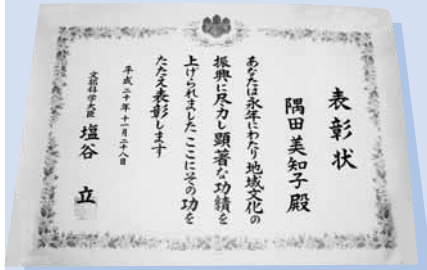 表彰状
隅田美知子殿
あなたは永年にわたり地域文化の
振興に尽力し顕著な功績を
上げられましたここにその功を
たたえ表彰します
平成二十年十一月二十八日
文部科学大臣 塩谷 立